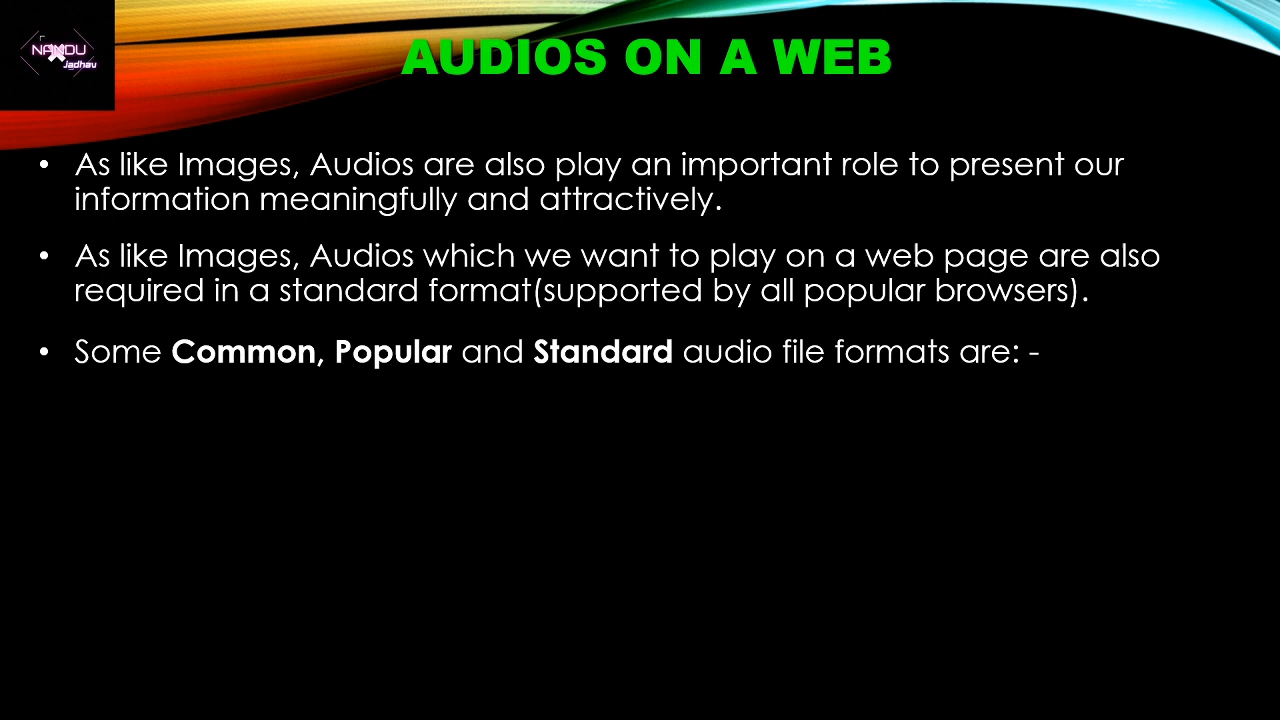 NANDU
Jadhav
AUDIOS ON A WEB
• As like Images, Audios are also play an important role to present our
information meaningfully and attractively.
• As like Images, Audios which we want to play on a web page are also
required in a standard format(supported by all popular browsers).
• Some Common, Popular and Standard audio file formats are: -